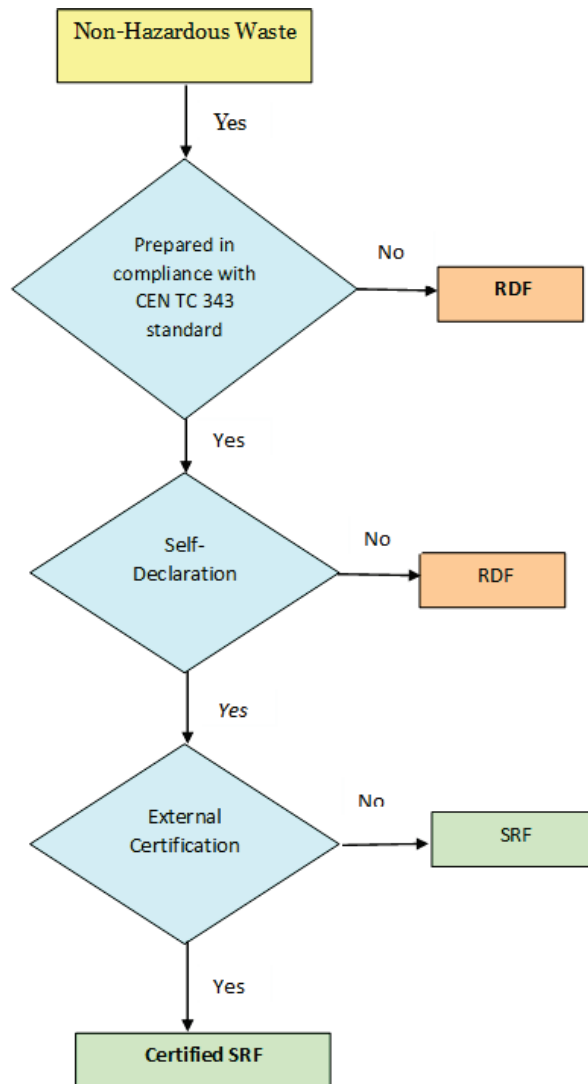 Non-Hazardous Waste
Yes
Prepared in
compliance with
CEN TC 343
standard
No
RDF
Yes
Self-
Declaration
No
RDF
Yes
External
Certification
No
SRF
Yes
Certified SRF